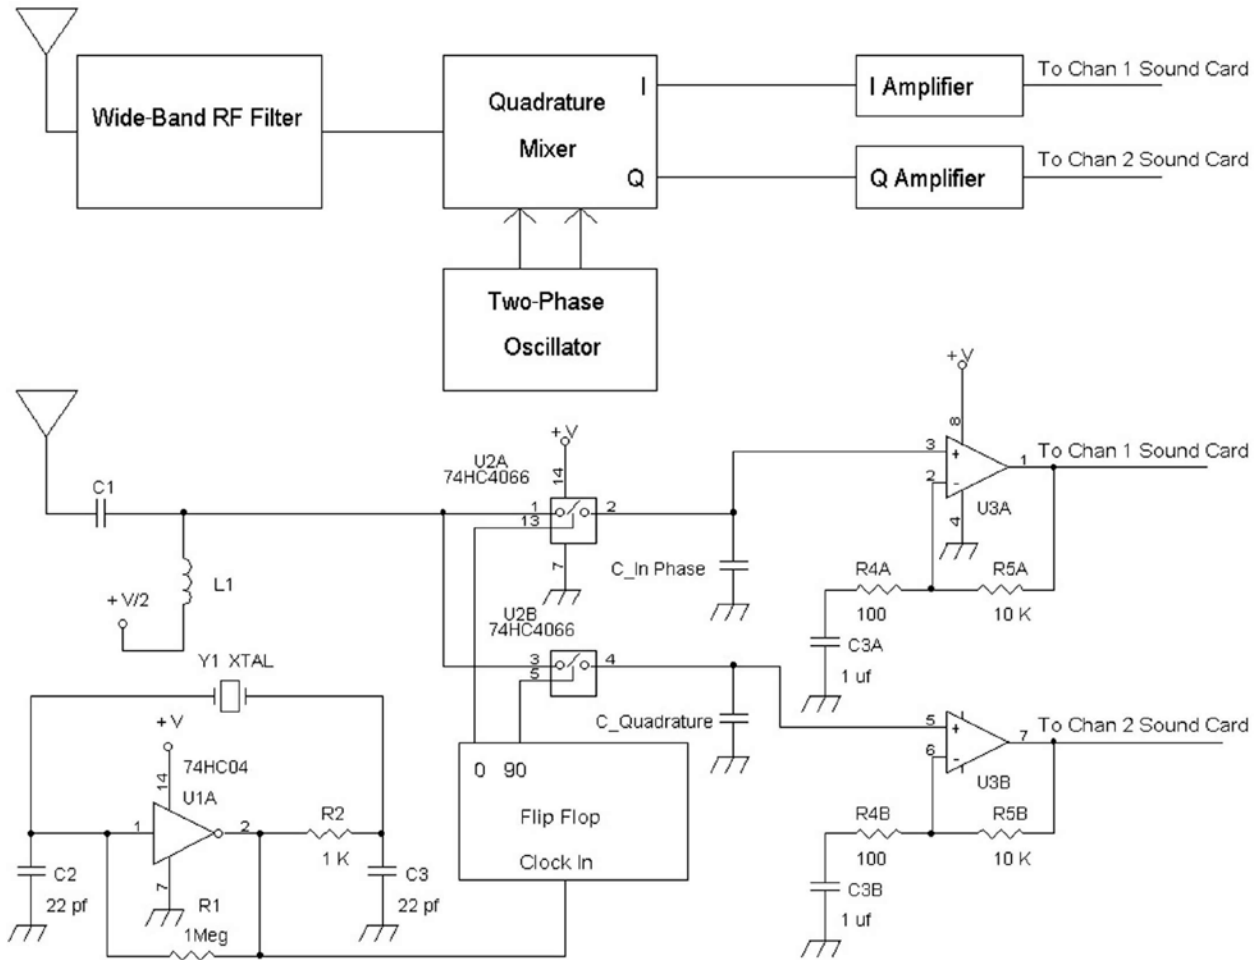 Wide-Band RF Filter
Quadrature
Mixer
I
Q
I Amplifier
To Chan 1 Sound Card
Q Amplifier
To Chan 2 Sound Card
Two-Phase
Oscillator
C1
L1
+ V/2
U2A
74HC4066
+V
14
1
13
2
7
C_In Phase
U2B
74HC4066
3
5
4
C_Quadrature
+V
8
3
+
2
-
1
4
U3A
To Chan 1 Sound Card
R4A
100
R5A
10 K
C3A
1 uf
5
+
6
-
7
U3B
To Chan 2 Sound Card
R4B
100
R5B
10 K
C3B
1 uf
Y1 XTAL
+ V
74HC04
14
U1A
1
2
7
R2
1 K
C2
22 pf
C3
22 pf
R1
1Meg
0 90
Flip Flop
Clock In